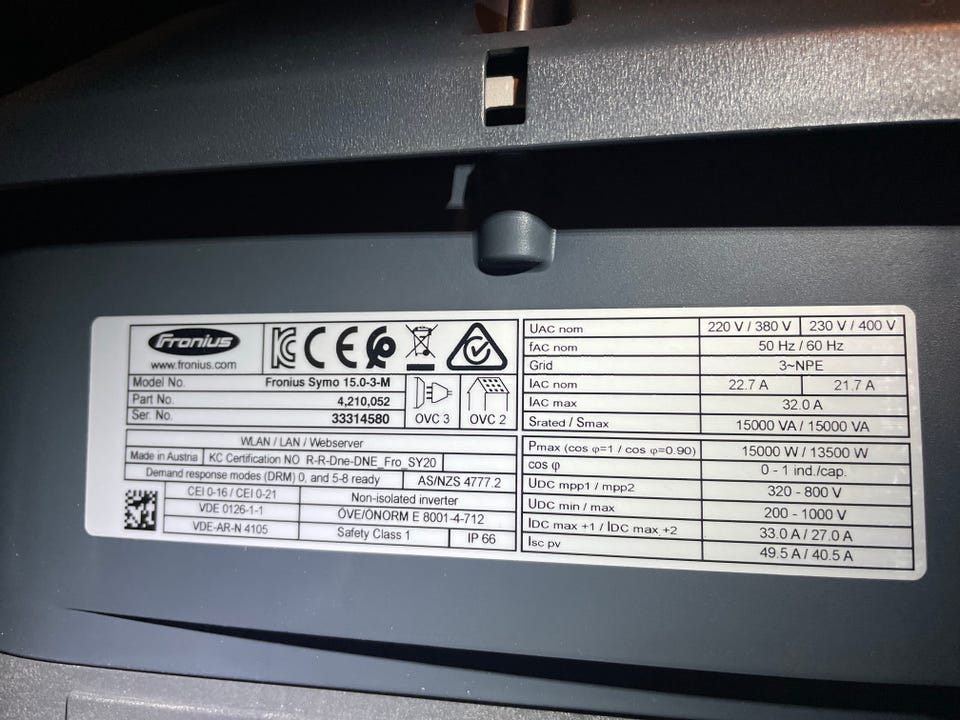 Fronius
www.fronius.com
Model No. Fronius Symo 15.0-3-M
Part No. 4,210,052
Ser. No. 33314580
OVC 3 OVC 2
WLAN / LAN / Webserver
Made in Austria KC Certification NO R-R-Dne-DNE_Fro_SY20
Demand response modes (DRM) 0, and 5-8 ready AS/NZS 4777.2
CEI 0-16 / CEI 0-21 Non-isolated inverter
VDE 0126-1-1 ÖVE/ÖNORM E 8001-4-712
VDE-AR-N 4105 Safety Class 1 IP 66
UAC nom 220 V / 380 V 230 V / 400 V
fAC nom 50 Hz / 60 Hz
Grid 3~NPE
IAC nom 22.7 A 21.7 A
IAC max 32.0 A
Srated / Smax 15000 VA / 15000 VA
Pmax (cos φ=1 / cos φ=0.90) 15000 W / 13500 W
cos φ 0 - 1 ind./cap.
UDC mpp1 / mpp2 320 - 800 V
UDC min / max 200 - 1000 V
IDC max +1 / IDC max +2 33.0 A / 27.0 A
Isc pv 49.5 A / 40.5 A